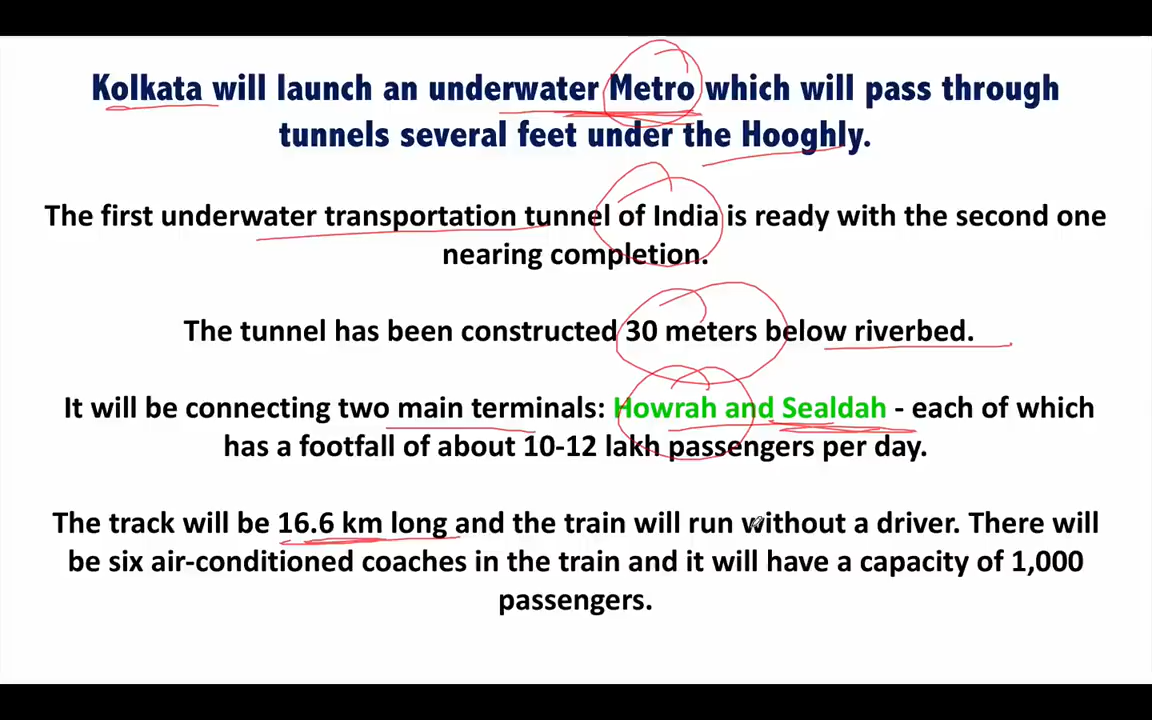 Kolkata will launch an underwater Metro which will pass through
tunnels several feet under the Hooghly.
The first underwater transportation tunnel of India is ready with the second one
nearing completion.
The tunnel has been constructed 30 meters below riverbed.
It will be connecting two main terminals: Howrah and Sealdah - each of which
has a footfall of about 10-12 lakh passengers per day.
The track will be 16.6 km long and the train will run without a driver. There will
be six air-conditioned coaches in the train and it will have a capacity of 1,000
passengers.